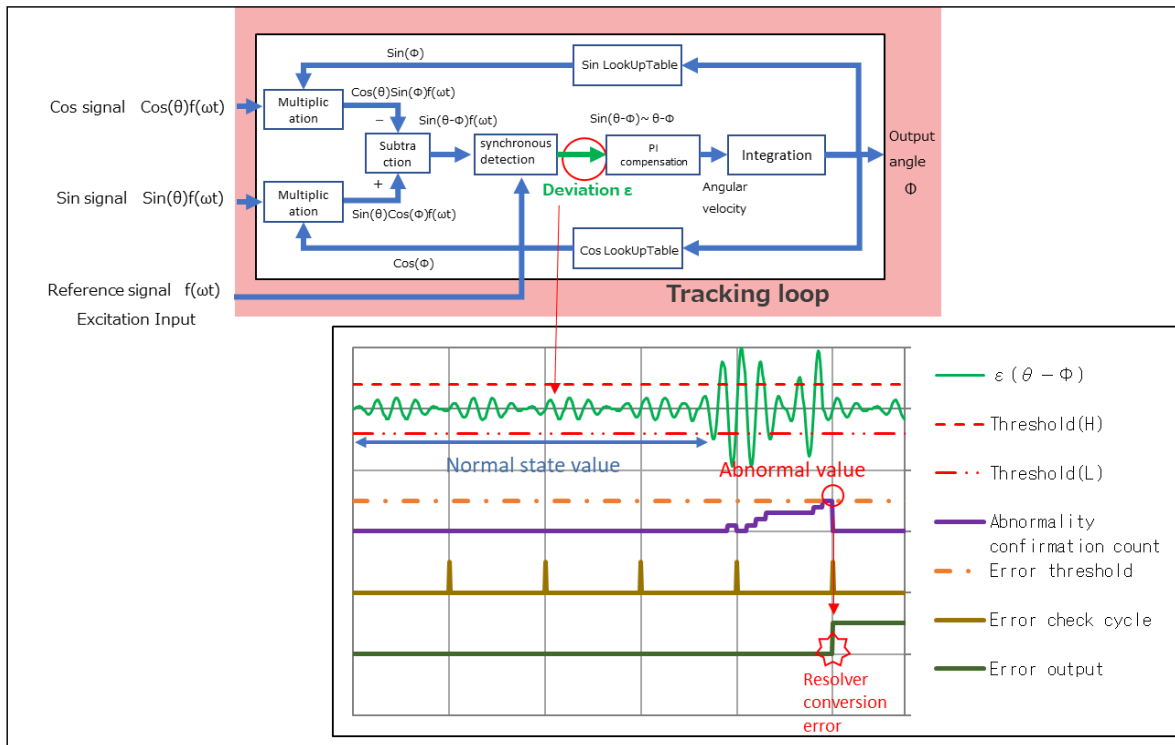 Sin(Φ)
Sin LookUpTable
Cos signal   Cos(θ)f(ωt)
Multiplic
ation
Cos(θ)Sin(Φ)f(ωt)
−
Sin(θ-Φ)f(ωt)
Subtra
ction
synchronous
detection
Sin(θ-Φ)~ θ-Φ
PI
compensation
Integration
Output
angle
Φ
+
Deviation ε
Angular
velocity
Sin signal   Sin(θ)f(ωt)
Multiplic
ation
Sin(θ)Cos(Φ)f(ωt)
Cos LookUpTable
Cos(Φ)
Reference signal   f(ωt)
Excitation Input
Tracking loop
Normal state value
Abnormal value
Resolver
conversion
error
ε(θ−Φ)
Threshold(H)
Threshold(L)
Abnormality
confirmation count
Error threshold
Error check cycle
Error output